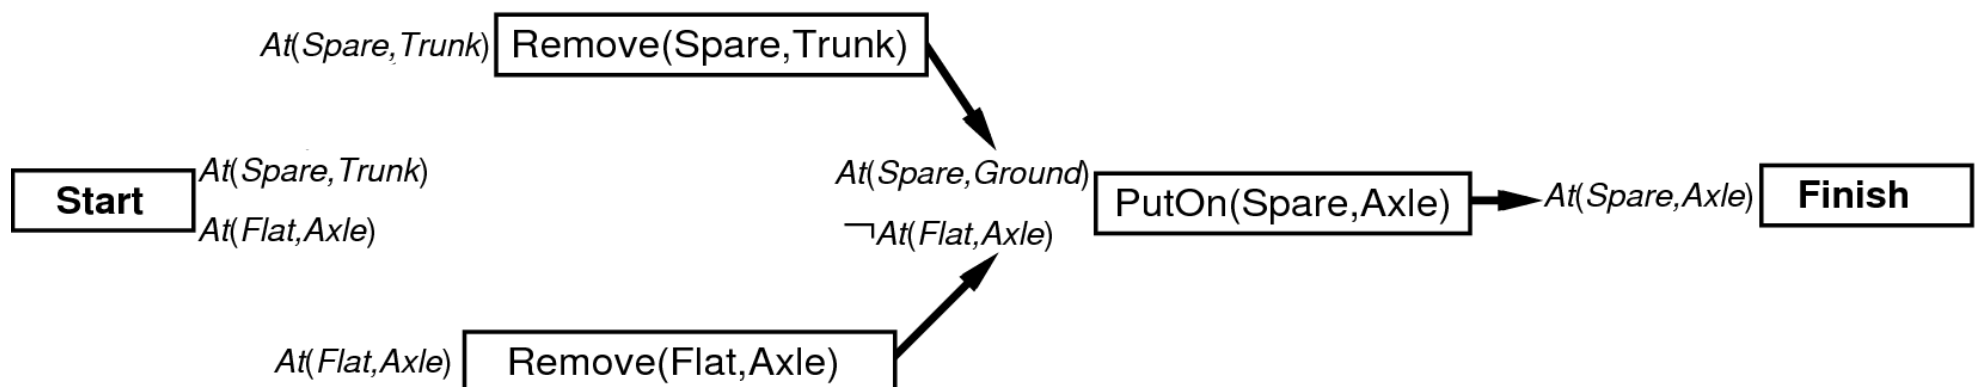 At(Spare,Trunk)
Remove(Spare,Trunk)
Start
At(Spare,Trunk)
At(Flat,Axle)
At(Spare,Ground)
¬At(Flat,Axle)
PutOn(Spare,Axle)
At(Spare,Axle)
Finish
At(Flat,Axle)
Remove(Flat,Axle)